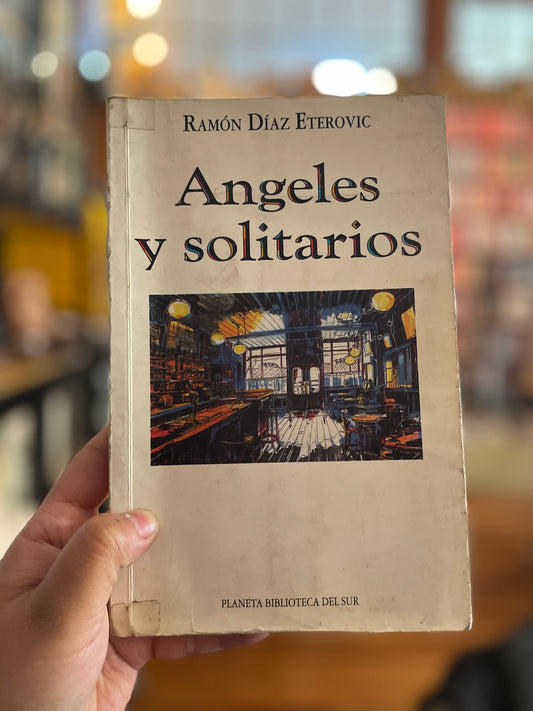 RAMÓN DÍAZ ETEROVIC
Angeles
y solitarios
PLANETA BIBLIOTECA DEL SUR